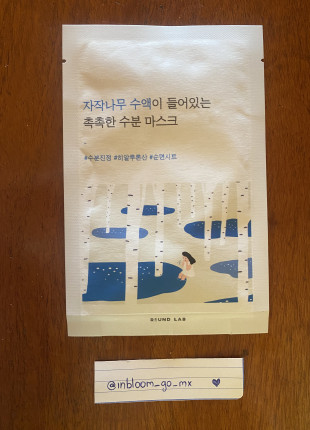 자작나무 수액이 들어있는
촉촉한 수분 마스크
#수분진정 #히알루론산 #순면시트
ROUND LAB
@inbloom_go_mx ♥